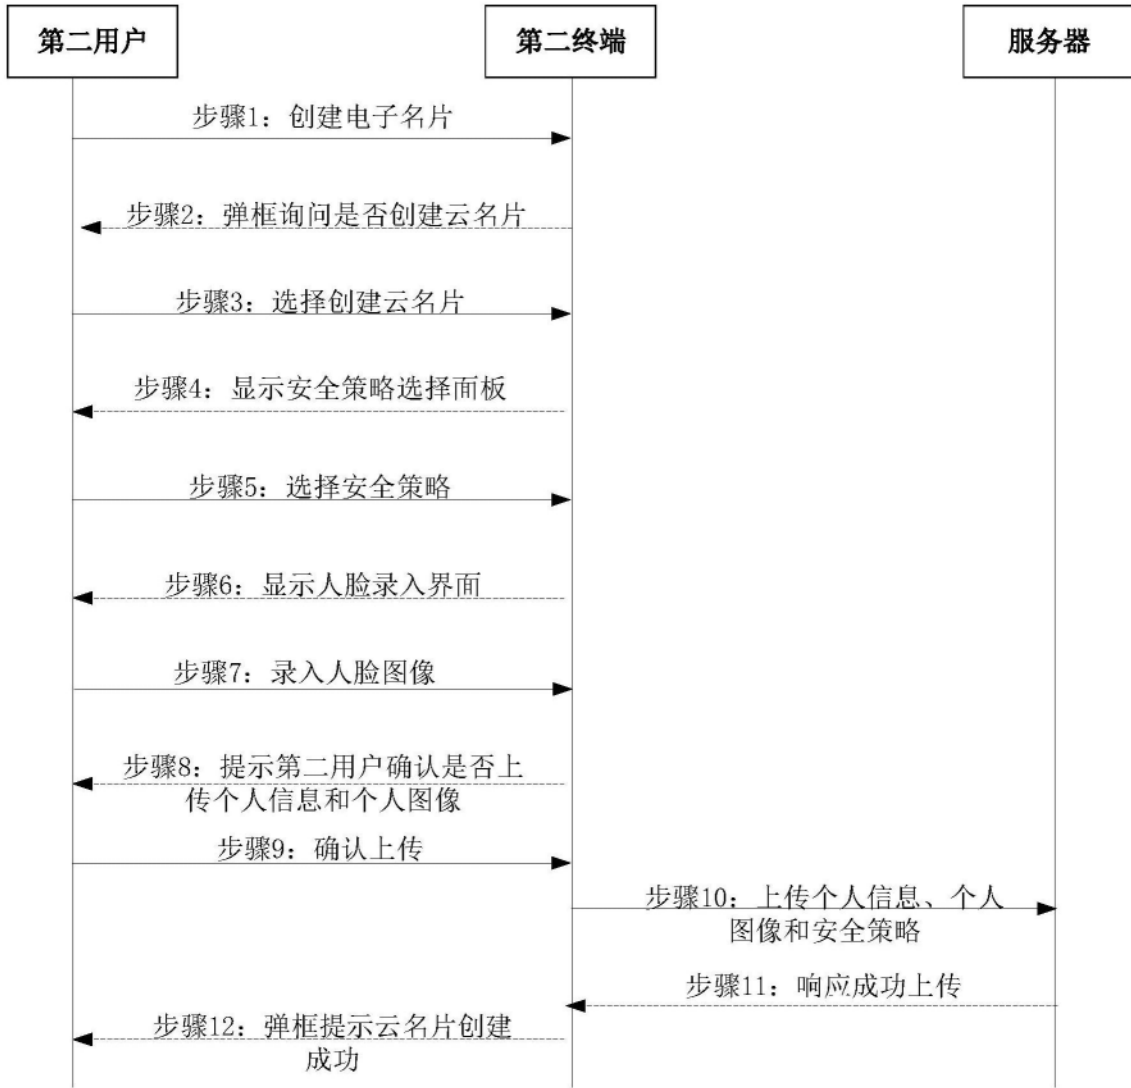 第二用户
第二终端
服务器
步骤1：创建电子名片
步骤2：弹框询问是否创建云名片
步骤3：选择创建云名片
步骤4：显示安全策略选择面板
步骤5：选择安全策略
步骤6：显示人脸录入界面
步骤7：录入人脸图像
步骤8：提示第二用户确认是否上
传个人信息和个人图像
步骤9：确认上传
步骤10：上传个人信息、个人
图像和安全策略
步骤11：响应成功上传
步骤12：弹框提示云名片创建
成功